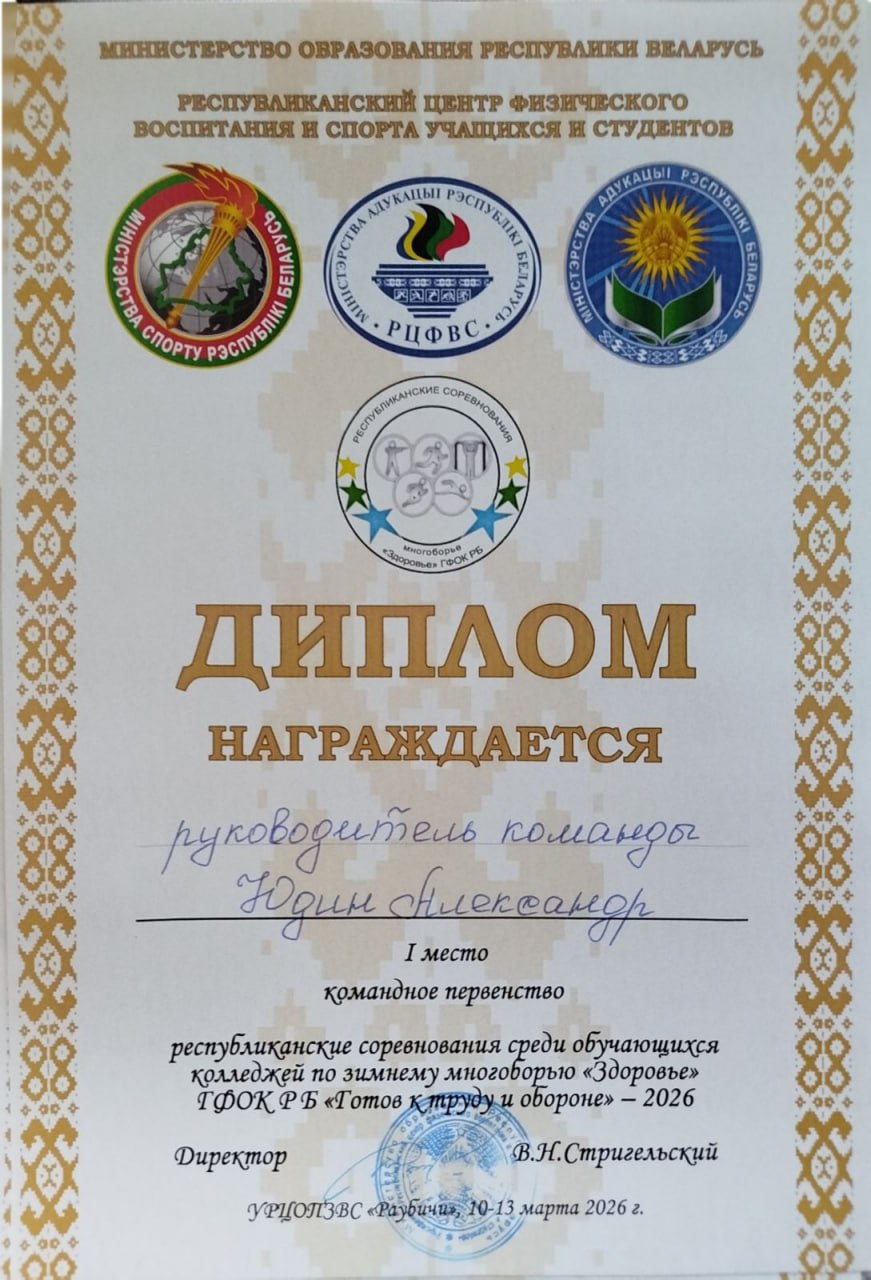 МИНИСТЕРСТВО ОБРАЗОВАНИЯ РЕСПУБЛИКИ БЕЛАРУСЬ
РЕСПУБЛИКАНСКИЙ ЦЕНТР ФИЗИЧЕСКОГО
ВОСПИТАНИЯ И СПОРТА УЧАЩИХСЯ И СТУДЕНТОВ
МІНІСТЭРСТВА СПОРТУ РЭСПУБЛІКІ БЕЛАРУСЬ
МІНІСТЭРСТВА АДУКАЦЫІ РЭСПУБЛІКІ БЕЛАРУСЬ
• РЦФВС •
МІНІСТЭРСТВА АДУКАЦЫІ РЭСПУБЛІКІ БЕЛАРУСЬ
РЕСПУБЛИКАНСКИЕ СОРЕВНОВАНИЯ
многоборье
«Здоровье» ГФОК РБ
ДИПЛОМ
НАГРАЖДАЕТСЯ
руководитель команды
Юдин Александр
I место
командное первенство
республиканские соревнования среди обучающихся
колледжей по зимнему многоборью «Здоровье»
ГФОК РБ «Готов к труду и обороне» – 2026
Директор В.Н.Стригельский
УРЦОПЗВС «Раубичи», 10-13 марта 2026 г.